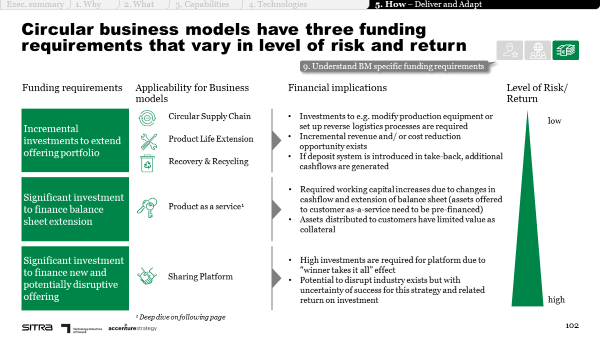 Exec. summary
1. Why
2. What
3. Capabilities
4. Technologies
5. How – Deliver and Adapt
Circular business models have three funding
requirements that vary in level of risk and return
9. Understand BM specific funding requirements
Funding requirements
Applicability for Business
models
Financial implications
Level of Risk/
Return
Incremental
investments to extend
offering portfolio
Circular Supply Chain
Product Life Extension
Recovery & Recycling
• Investments to e.g. modify production equipment or
set up reverse logistics processes are required
• Incremental revenue and/ or cost reduction
opportunity exists
• If deposit system is introduced in take-back, additional
cashflows are generated
low
Significant investment
to finance balance
sheet extension
Product as a service¹
• Required working capital increases due to changes in
cashflow and extension of balance sheet (assets offered
to customer as-a-service need to be pre-financed)
• Assets distributed to customers have limited value as
collateral
Significant investment
to finance new and
potentially disruptive
offering
Sharing Platform
• High investments are required for platform due to
"winner takes it all" effect
• Potential to disrupt industry exists but with
uncertainty of success for this strategy and related
return on investment
high
¹ Deep dive on following page
SITRA
Technology Industries
of Finland
accenturestrategy
102